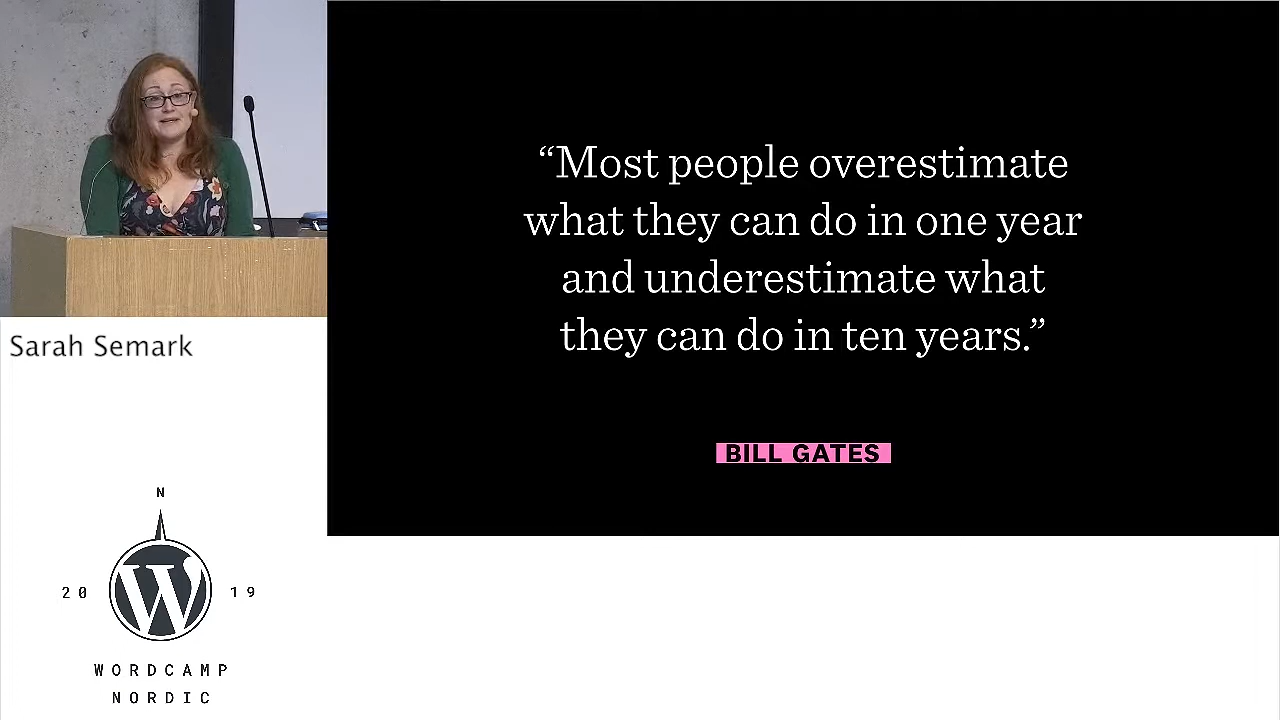 “Most people overestimate
what they can do in one year
and underestimate what
they can do in ten years.”
BILL GATES
Sarah Semark
N
20 19
WORDCAMP
NORDIC